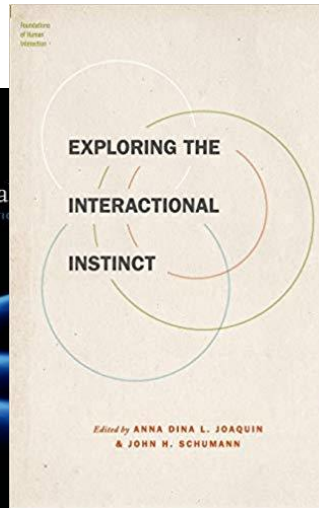 Foundations
of Human
Interaction
EXPLORING THE
INTERACTIONAL
INSTINCT
Edited by ANNA DINA L. JOAQUIN
& JOHN H. SCHUMANN